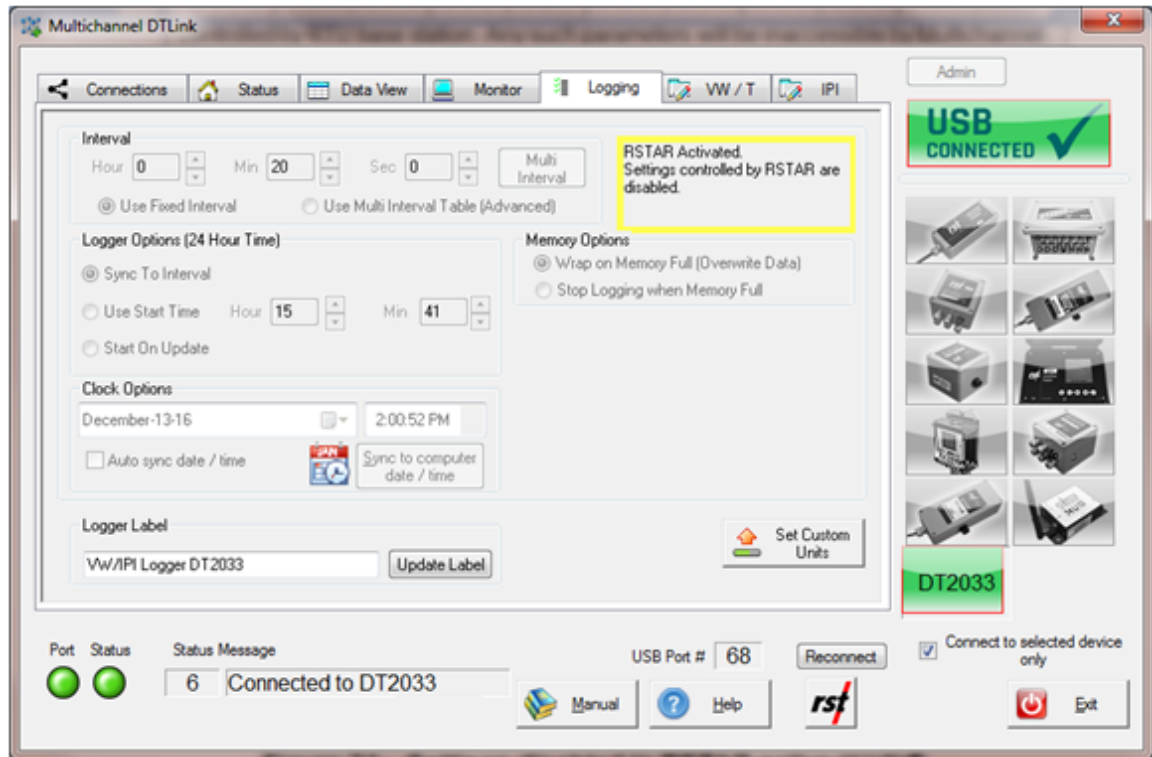 Multichannel DTLink
Connections Status Data View Monitor Logging VW / T IPI
Admin
USB
CONNECTED
Interval
Hour 0 Min 20 Sec 0
Multi
Interval
Use Fixed Interval Use Multi Interval Table (Advanced)
RSTAR Activated.
Settings controlled by RSTAR are
disabled.
Logger Options (24 Hour Time)
Sync To Interval
Use Start Time Hour 15 Min 41
Start On Update
Memory Options
Wrap on Memory Full (Overwrite Data)
Stop Logging when Memory Full
Clock Options
December-13-16 2:00:52 PM
Auto sync date / time
JAN
Sync to computer
date / time
Logger Label
VW/IPI Logger DT2033 Update Label
Set Custom
Units
DT2033
Port Status Status Message
6 Connected to DT2033
USB Port # 68 Reconnect
Connect to selected device
only
Manual Help rst Exit